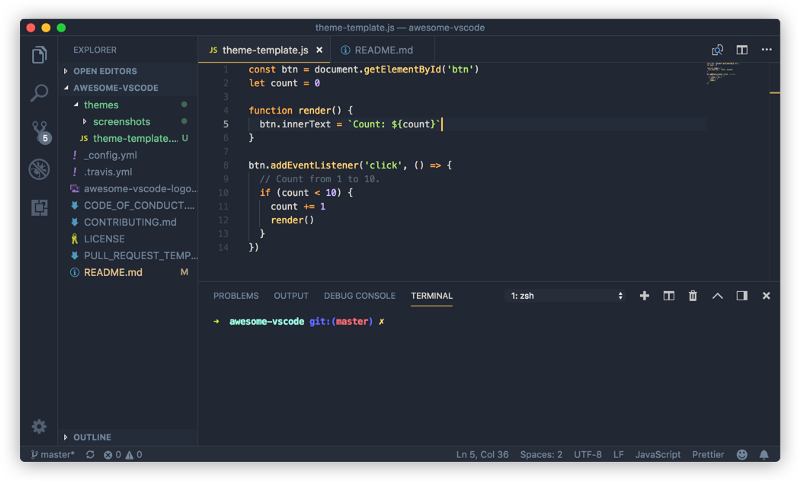 theme-template.js — awesome-vscode
EXPLORER
OPEN EDITORS
AWESOME-VSCODE
themes
screenshots
JS theme-template.... U
! _config.yml
! .travis.yml
awesome-vscode-logo...
CODE_OF_CONDUCT....
CONTRIBUTING.md
LICENSE
PULL_REQUEST_TEMP...
README.md M
5
OUTLINE
JS theme-template.js ×
README.md
1 const btn = document.getElementById('btn')
2 let count = 0
3
4 function render() {
5 btn.innerText = `Count: ${count}`
6 }
7
8 btn.addEventListener('click', () => {
9 // Count from 1 to 10.
10 if (count < 10) {
11 count += 1
12 render()
13 }
14 })
PROBLEMS OUTPUT DEBUG CONSOLE TERMINAL 1: zsh
➜ awesome-vscode git:(master) ✗
master* 0 0 Ln 5, Col 36 Spaces: 2 UTF-8 LF JavaScript Prettier